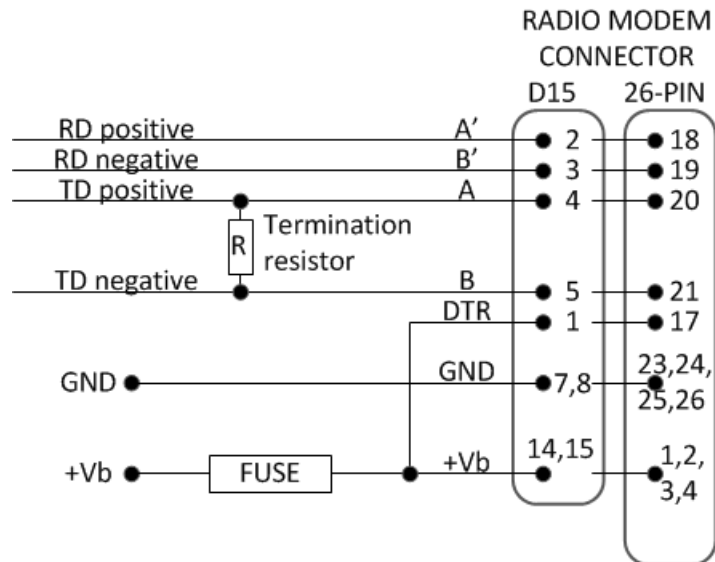 RADIO MODEM
CONNECTOR
D15 26-PIN
RD positive A’ 2 18
RD negative B’ 3 19
TD positive A 4 20
R Termination
resistor
TD negative B 5 21
DTR 1 17
GND GND 7,8 23,24,
25,26
+Vb FUSE +Vb 14,15 1,2,
3,4